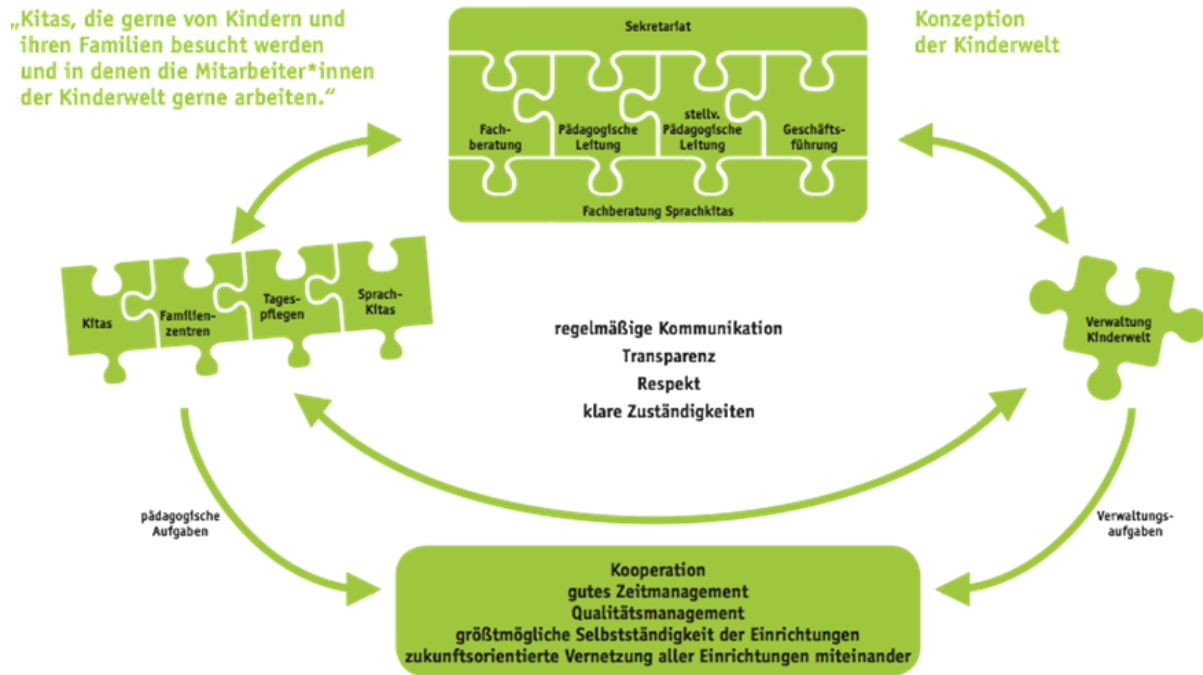 „Kitas, die gerne von Kindern und
ihren Familien besucht werden
und in denen die Mitarbeiter*innen
der Kinderwelt gerne arbeiten.“
Konzeption
der Kinderwelt
Sekretariat
Fach-
beratung
Pädagogische
Leitung
stellv.
Pädagogische
Leitung
Geschäfts-
führung
Fachberatung Sprachkitas
Kitas
Familien-
zentren
Tages-
pflegen
Sprach-
Kitas
Verwaltung
Kinderwelt
regelmäßige Kommunikation
Transparenz
Respekt
klare Zuständigkeiten
pädagogische
Aufgaben
Verwaltungs-
aufgaben
Kooperation
gutes Zeitmanagement
Qualitätsmanagement
größtmögliche Selbstständigkeit der Einrichtungen
zukunftsorientierte Vernetzung aller Einrichtungen miteinander